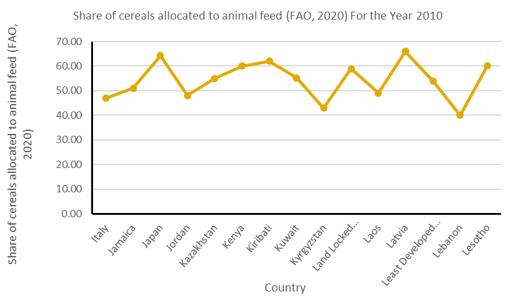 Share of cereals allocated to animal feed (FAO, 2020) For the Year 2010
Share of cereals allocated to animal feed (FAO,
2020)
70.00
60.00
50.00
40.00
30.00
20.00
10.00
0.00
Italy
Jamaica
Japan
Jordan
Kazakhstan
Kenya
Kiribati
Kuwait
Kyrgyzstan
Land Locked...
Laos
Latvia
Least Developed...
Lebanon
Lesotho
Country